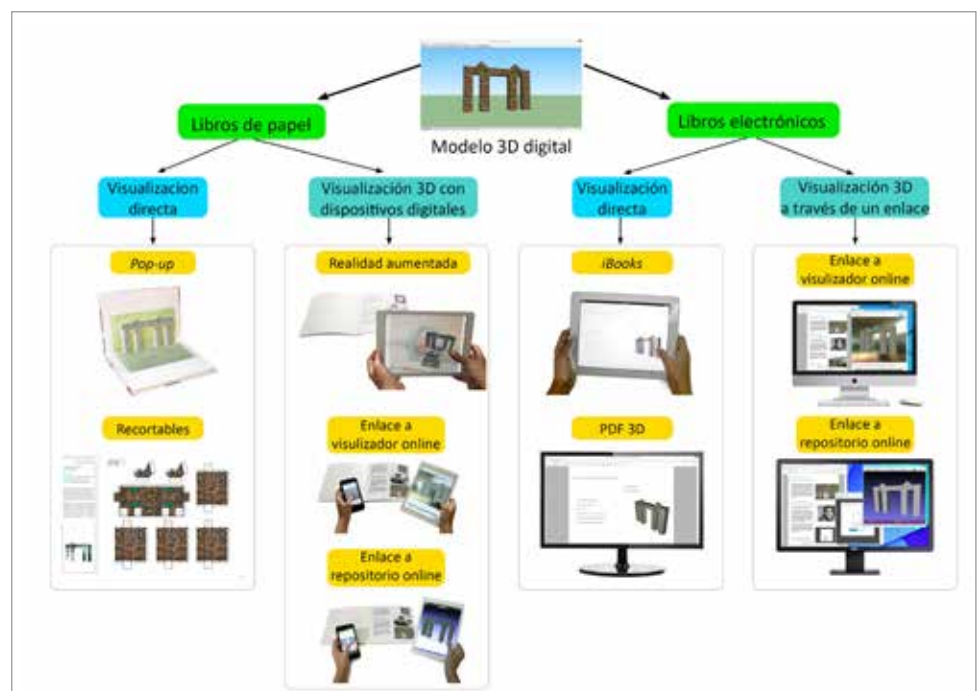 Modelo 3D digital
Libros de papel
Libros electrónicos
Visualizacion
directa
Visualización 3D con
dispositivos digitales
Visualización
directa
Visualización 3D
a través de un enlace
Pop-up
Recortables
Realidad aumentada
Enlace a
visulizador online
Enlace a
repositorio online
iBooks
PDF 3D
Enlace a
visulizador online
Enlace a
repositorio online